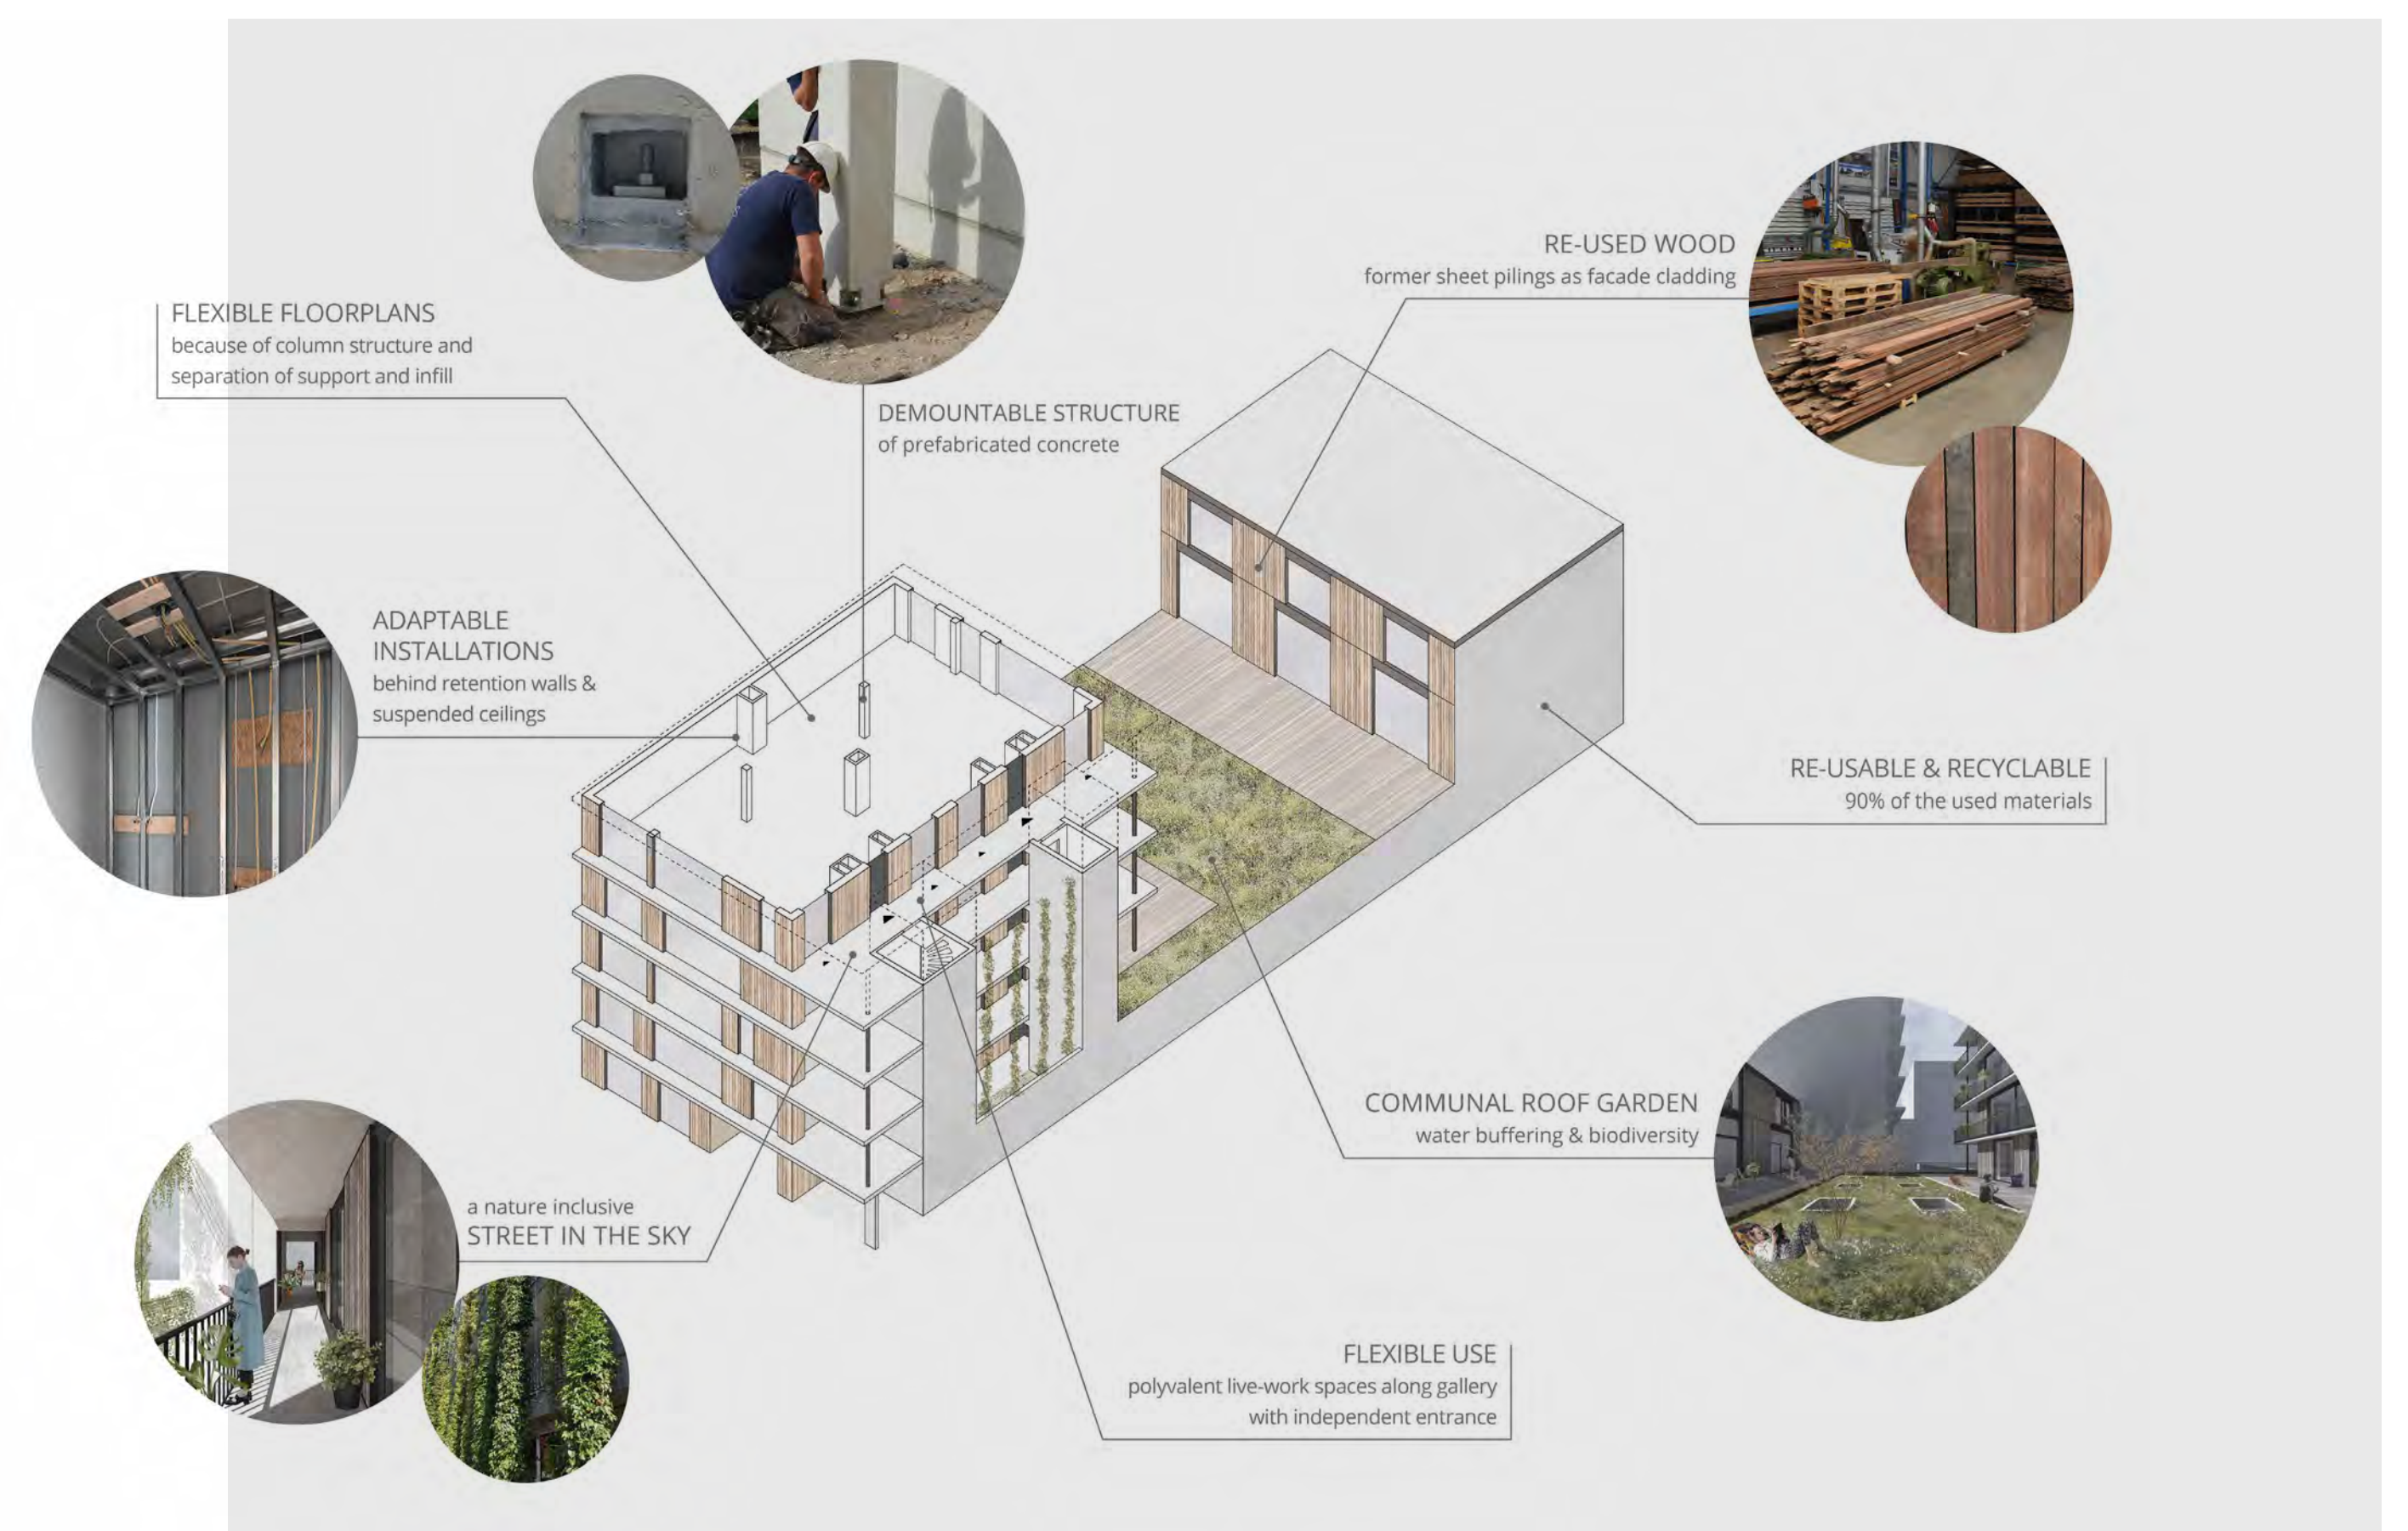 FLEXIBLE FLOORPLANS
because of column structure and
separation of support and infill
DEMOUNTABLE STRUCTURE
of prefabricated concrete
RE-USED WOOD
former sheet pilings as facade cladding
ADAPTABLE
INSTALLATIONS
behind retention walls &
suspended ceilings
RE-USABLE & RECYCLABLE
90% of the used materials
COMMUNAL ROOF GARDEN
water buffering & biodiversity
a nature inclusive
STREET IN THE SKY
FLEXIBLE USE
polyvalent live-work spaces along gallery
with independent entrance